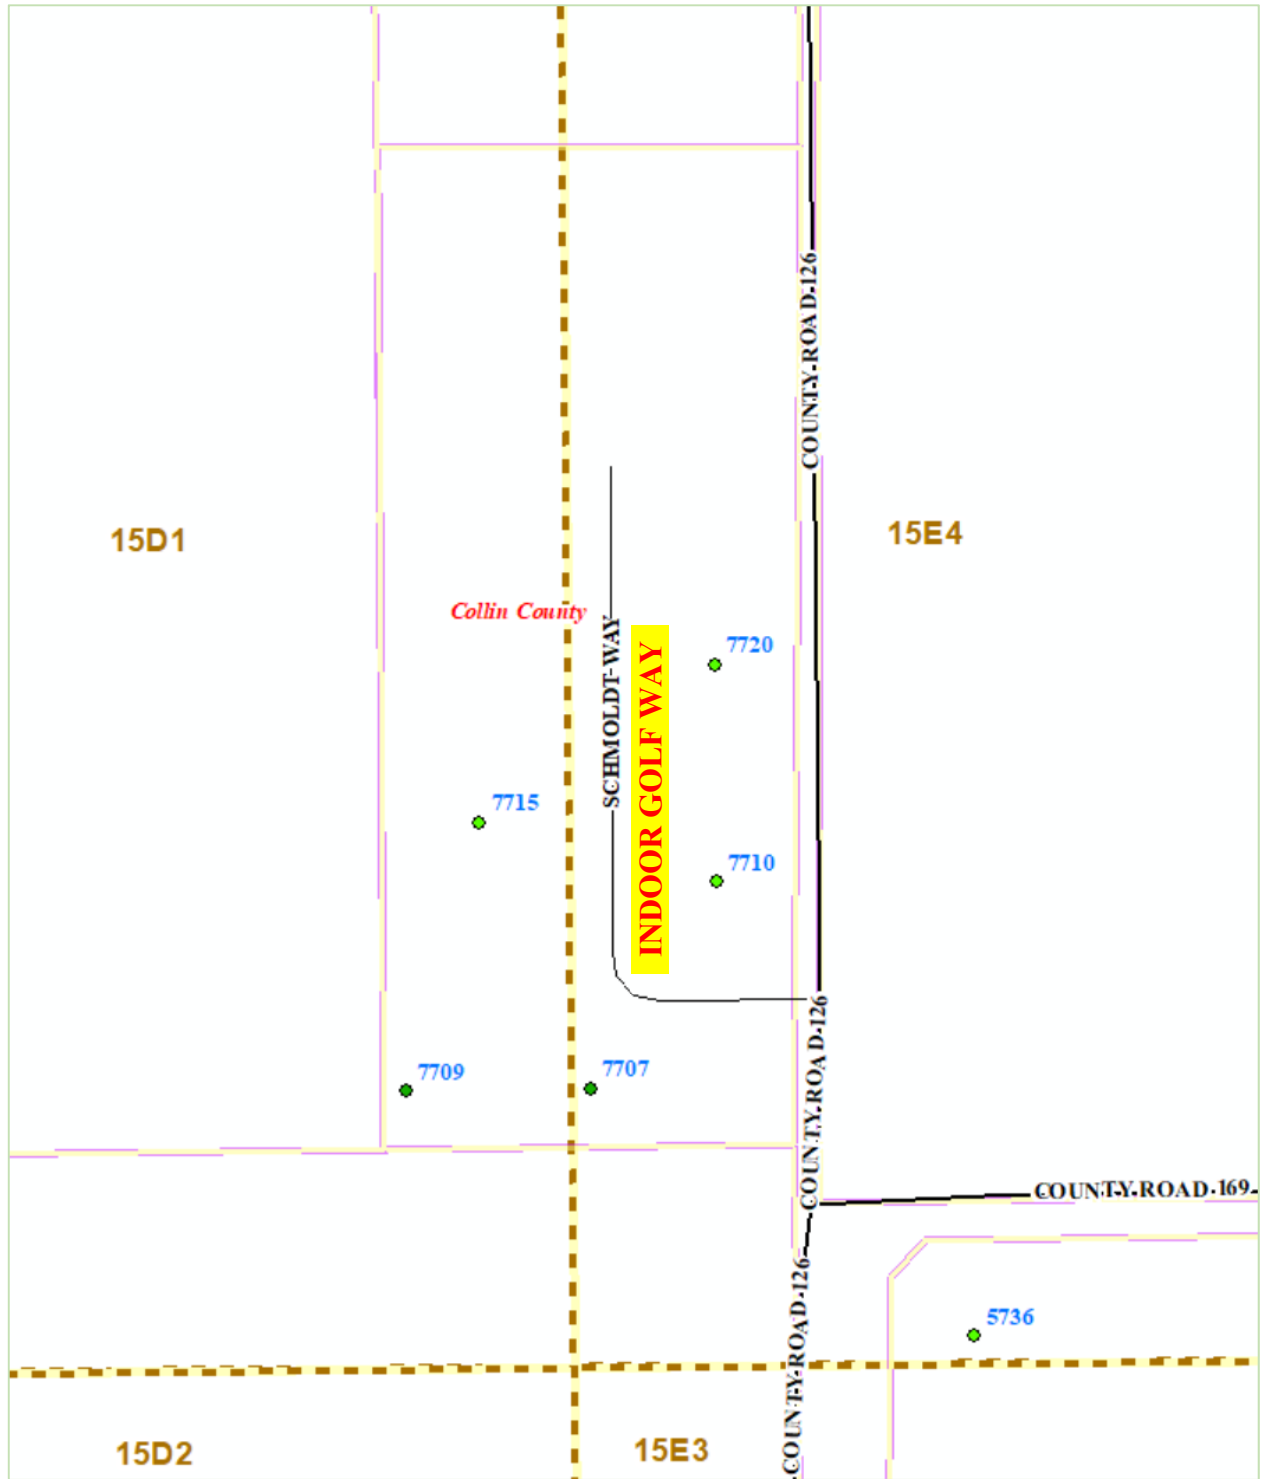 COUNTY ROAD 126
15D1
15E4
Collin County
SCHMOLDT WAY
INDOOR GOLF WAY
7720
7715
7710
COUNTY ROAD 126
7709
7707
COUNTY ROAD 169
COUNTY ROAD 126
5736
15D2
15E3